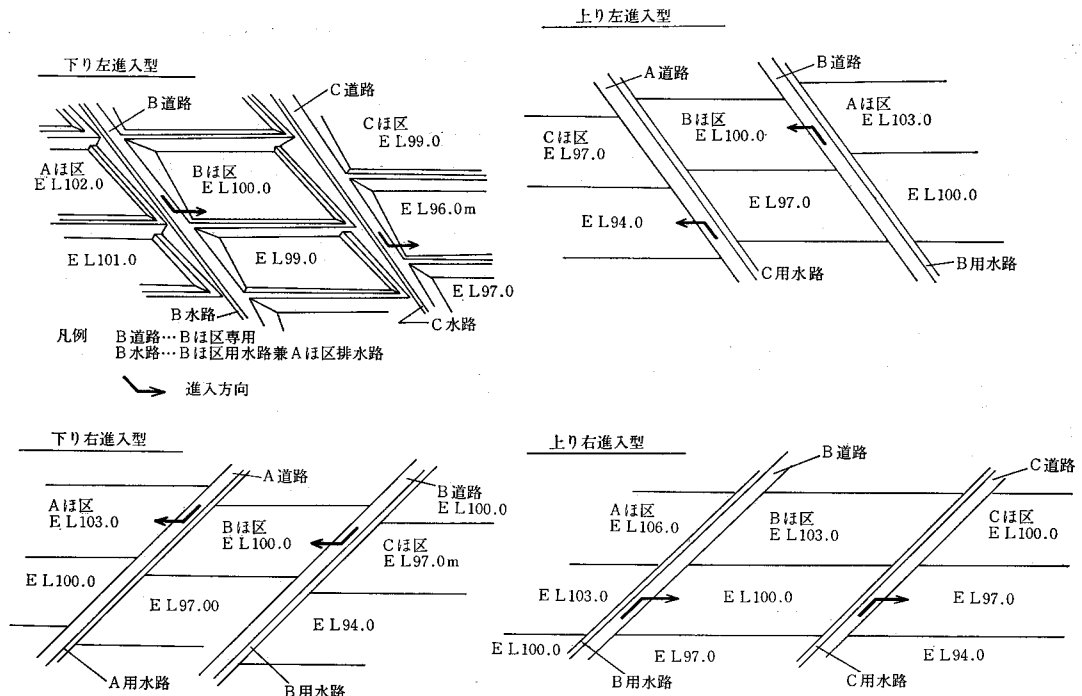 下り左進入型
B道路
C道路
Cほ区
EL99.0
Aほ区
EL102.0
Bほ区
EL100.0
EL96.0m
EL101.0
EL99.0
EL97.0
B水路
C水路
凡例 B道路…Bほ区専用
B水路…Bほ区用水路兼Aほ区排水路
進入方向
上り左進入型
B道路
A道路
Aほ区
EL103.0
Bほ区
EL100.0
Cほ区
EL97.0
EL100.0
EL97.0
EL94.0
B用水路
C用水路
下り右進入型
A道路
B道路
EL100.0
Aほ区
EL103.0
Bほ区
EL100.0
Cほ区
EL97.0m
EL100.0
EL97.00
EL94.0
A用水路
B用水路
上り右進入型
B道路
C道路
Aほ区
EL106.0
Bほ区
EL103.0
Cほ区
EL100.0
EL103.0
EL100.0
EL97.0
EL100.0
EL97.0
EL94.0
B用水路
C用水路